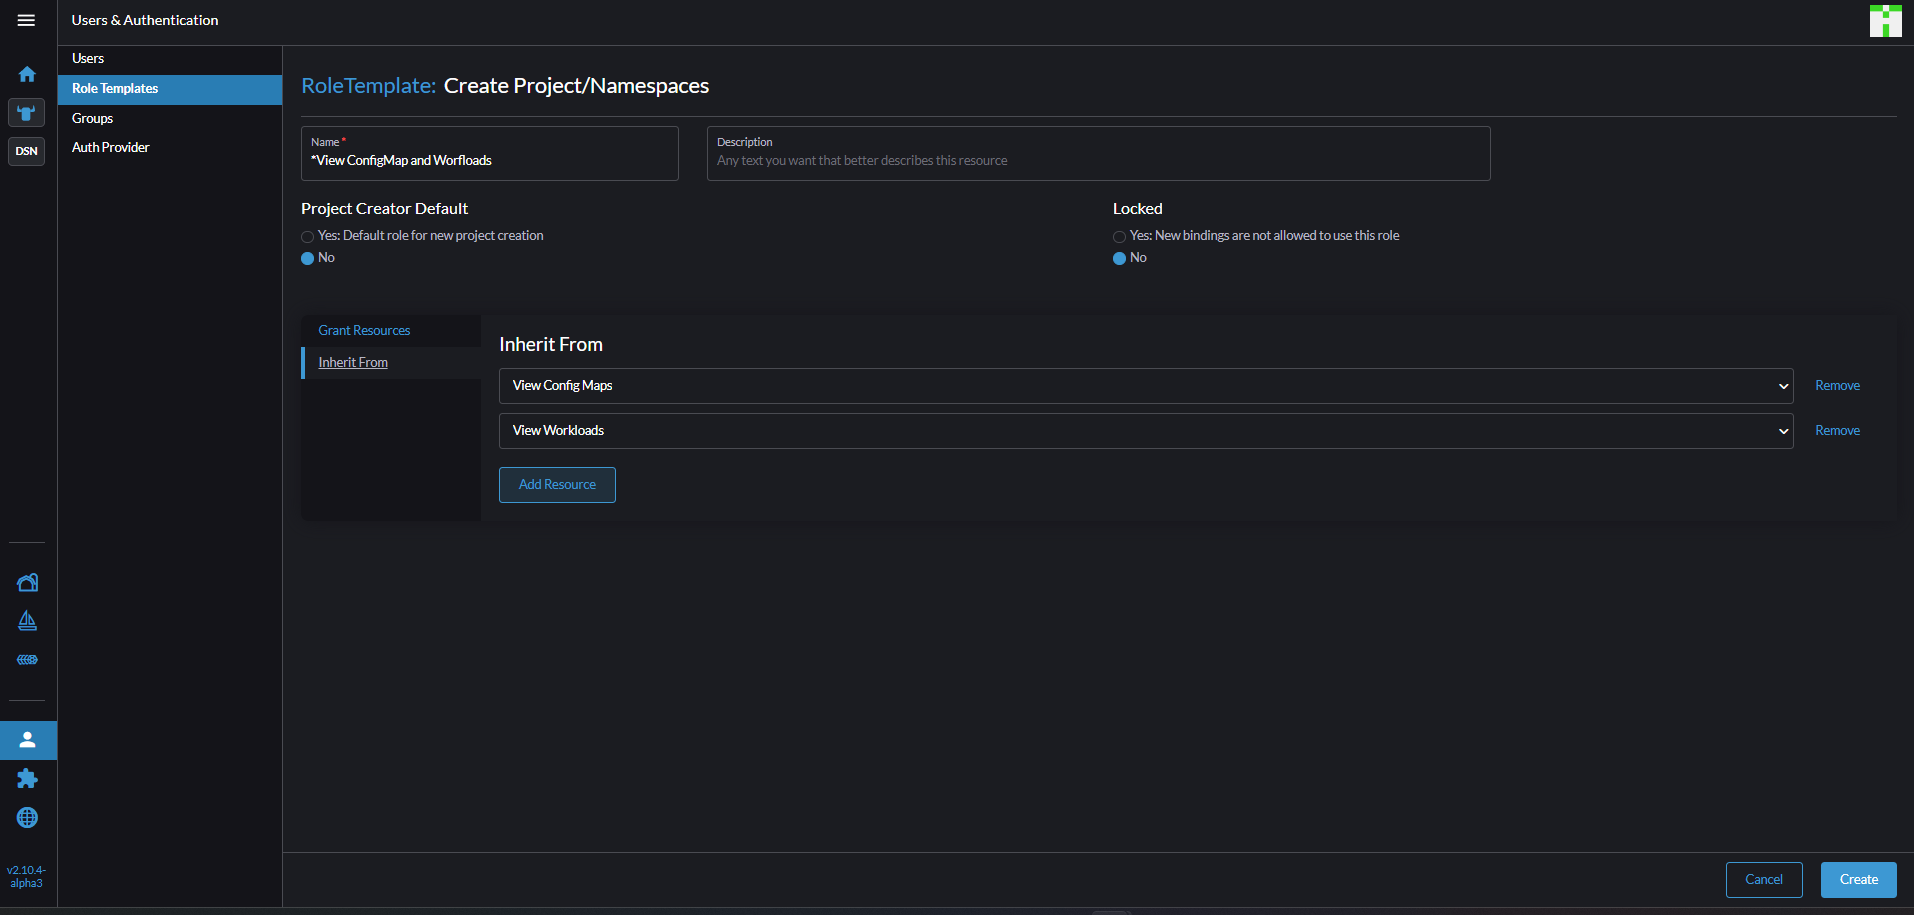 Users & Authentication
DSN
v2.10.4-
alpha3
Users
Role Templates
Groups
Auth Provider
RoleTemplate: Create Project/Namespaces
Name *
*View ConfigMap and Worfloads
Description
Any text you want that better describes this resource
Project Creator Default
Yes: Default role for new project creation
No
Locked
Yes: New bindings are not allowed to use this role
No
Grant Resources
Inherit From
Inherit From
View Config Maps
Remove
View Workloads
Remove
Add Resource
Cancel
Create